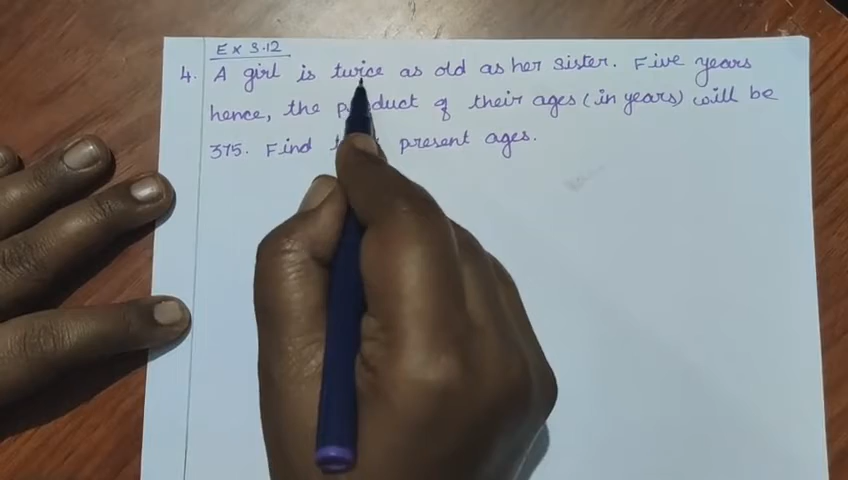 Ex 3.12
4. A girl is twice as old as her sister. Five years
hence, the product of their ages (in years) will be
375. Find present ages.